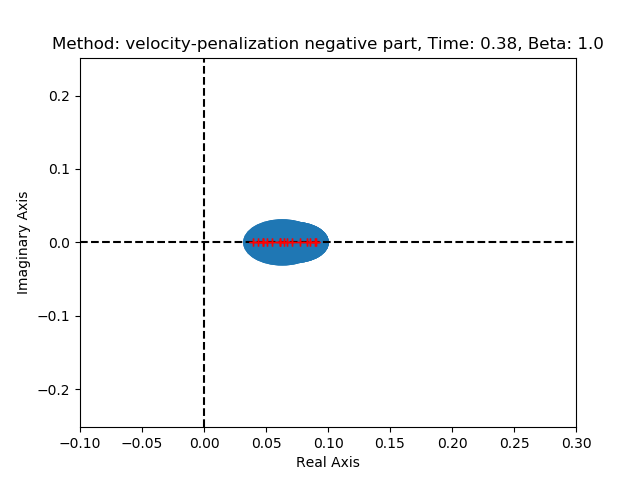 Method: velocity-penalization negative part, Time: 0.38, Beta: 1.0
0.2
0.1
0.0
−0.1
−0.2
Imaginary Axis
−0.10 −0.05 0.00 0.05 0.10 0.15 0.20 0.25 0.30
Real Axis